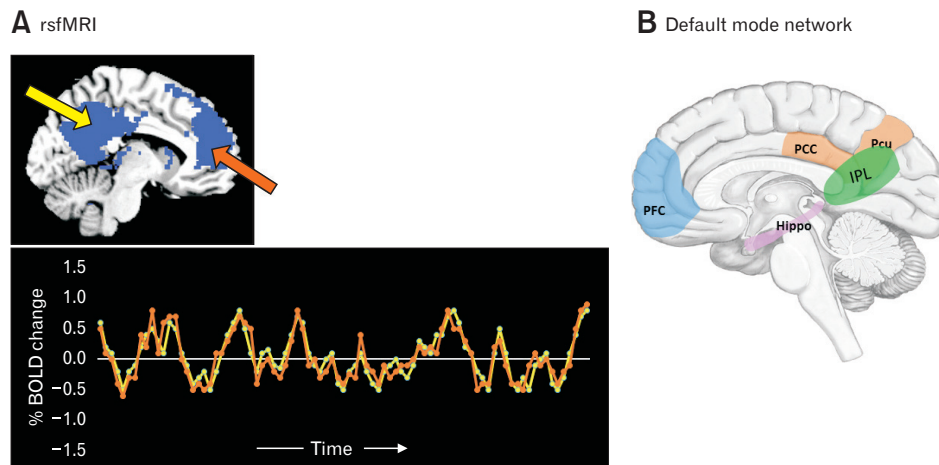 A rsfMRI
B Default mode network
PCC
Pcu
IPL
PFC
Hippo
% BOLD change
1.5
1.0
0.5
0.0
−0.5
−1.0
−1.5
Time